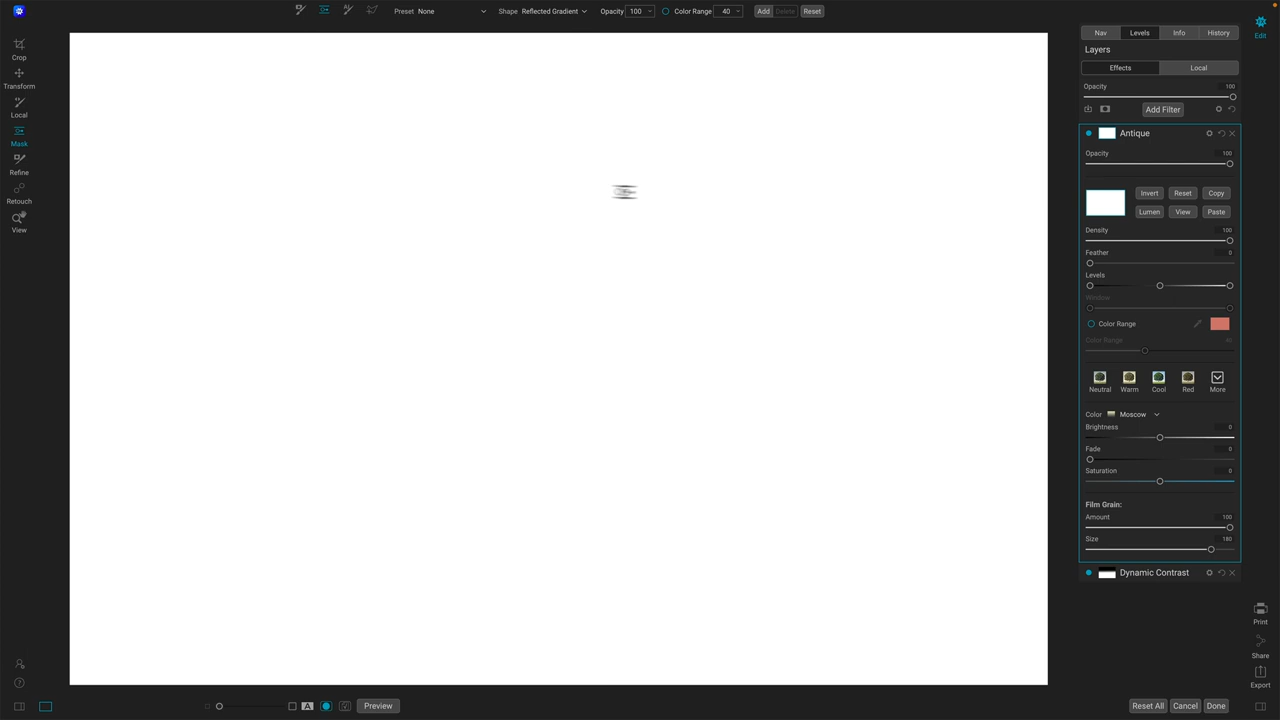 Preset None Shape Reflected Gradient Opacity 100 Color Range 40 Add Delete Reset
Crop
Transform
Local
Mask
Refine
Retouch
View
Nav Levels Info History
Edit
Layers
Effects Local
Opacity 100
Add Filter
Antique
Opacity 100
Invert Reset Copy
Lumen View Paste
Density 100
Feather 0
Levels
Window
Color Range
Color Range 40
Neutral Warm Cool Red More
Color Moscow
Brightness 0
Fade 0
Saturation 0
Film Grain:
Amount 100
Size 180
Dynamic Contrast
Print
Share
Export
A Preview
Reset All Cancel Done